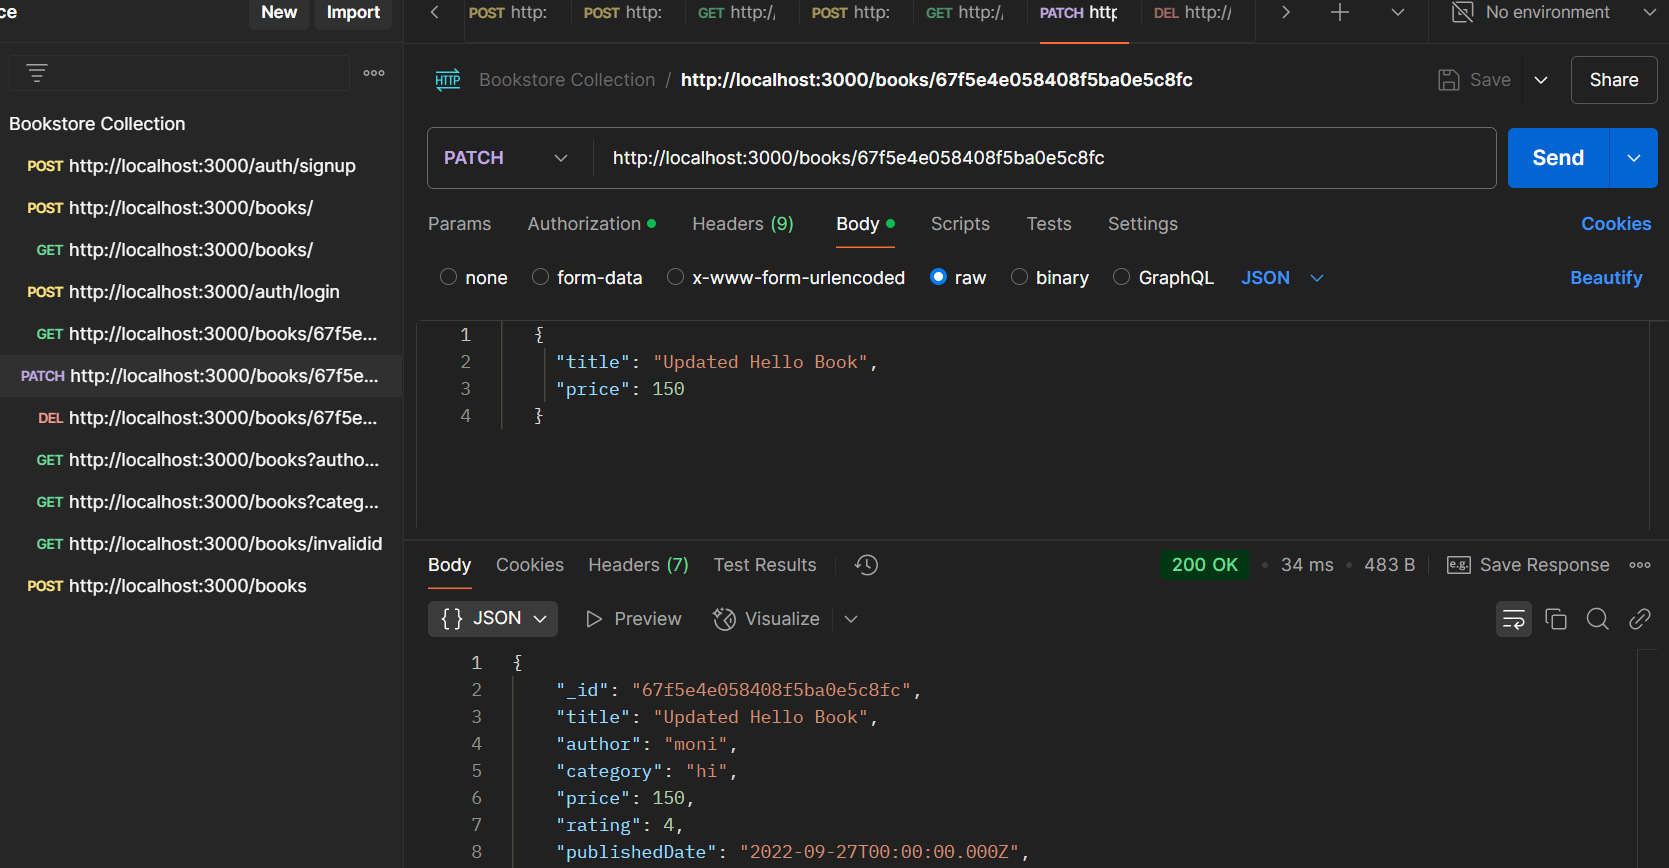 ce
New
Import
POST http:
POST http:
GET http:/
POST http:
GET http:/
PATCH http
DEL http://
No environment
Bookstore Collection / http://localhost:3000/books/67f5e4e058408f5ba0e5c8fc
Save
Share
Bookstore Collection
POST http://localhost:3000/auth/signup
POST http://localhost:3000/books/
GET http://localhost:3000/books/
POST http://localhost:3000/auth/login
GET http://localhost:3000/books/67f5e...
PATCH http://localhost:3000/books/67f5e...
DEL http://localhost:3000/books/67f5e...
GET http://localhost:3000/books?autho...
GET http://localhost:3000/books?categ...
GET http://localhost:3000/books/invalidid
POST http://localhost:3000/books
PATCH
http://localhost:3000/books/67f5e4e058408f5ba0e5c8fc
Send
Params Authorization Headers (9) Body Scripts Tests Settings Cookies
none form-data x-www-form-urlencoded raw binary GraphQL JSON Beautify
1 {
2 "title": "Updated Hello Book",
3 "price": 150
4 }
Body Cookies Headers (7) Test Results 200 OK • 34 ms • 483 B e.g. Save Response
{} JSON Preview Visualize
1 {
2 "_id": "67f5e4e058408f5ba0e5c8fc",
3 "title": "Updated Hello Book",
4 "author": "moni",
5 "category": "hi",
6 "price": 150,
7 "rating": 4,
8 "publishedDate": "2022-09-27T00:00:00.000Z",